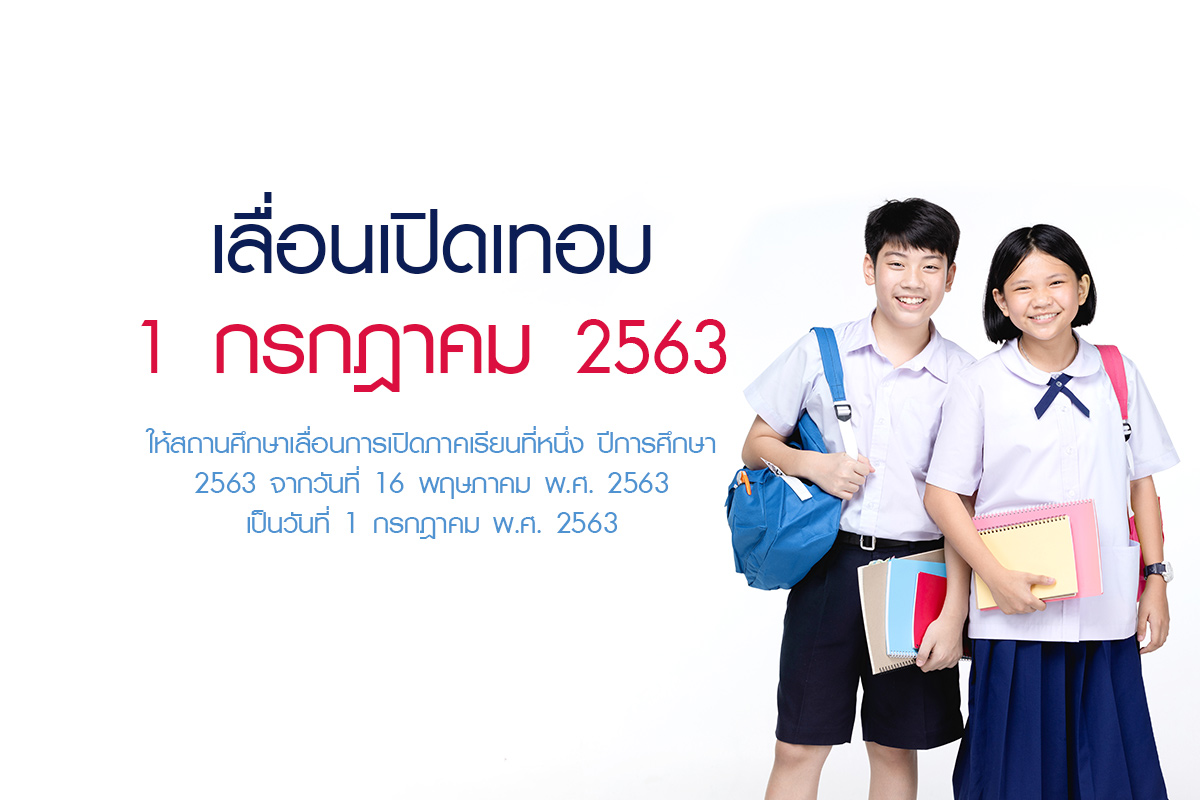 เลื่อนเปิดเทอม
1 กรกฎาคม 2563
ให้สถานศึกษาเลื่อนการเปิดภาคเรียนที่หนึ่ง ปีการศึกษา
2563 จากวันที่ 16 พฤษภาคม พ.ศ. 2563
เป็นวันที่ 1 กรกฎาคม พ.ศ. 2563